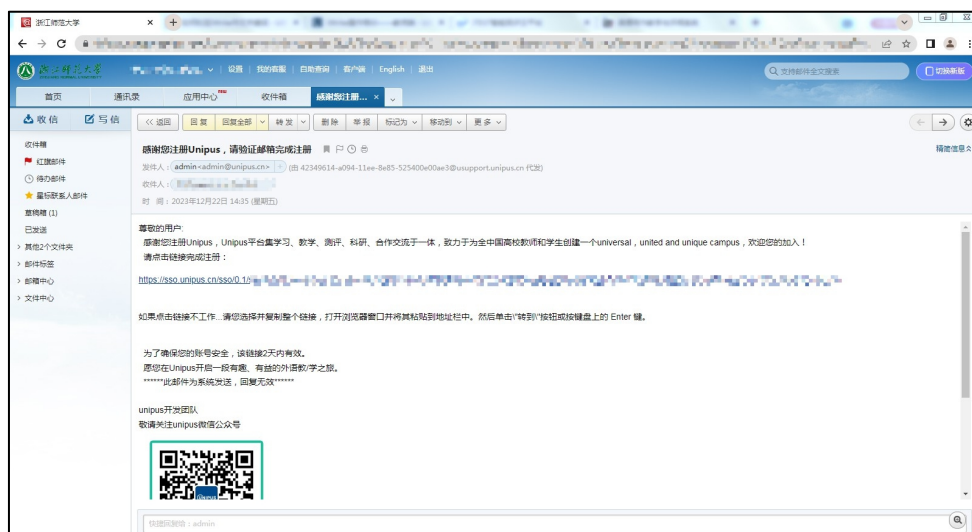 浙江师范大学
浙江师范大学
设置 | 我的客服 | 自助查询 | 客户端 | English | 退出
支持邮件全文搜索
切换新版
首页 通讯录 应用中心 收件箱 感谢您注册... ×
收信 写信
<< 返回 回复 回复全部 转发 删除 举报 标记为 移动到 更多
收件箱
红旗邮件
待办邮件
星标联系人邮件
草稿箱 (1)
已发送
其他2个文件夹
邮件标签
邮箱中心
文件中心
感谢您注册Unipus，请验证邮箱完成注册
精简信息
发件人：admin<admin@unipus.cn> (由 42349614-a094-11ee-8e85-525400e00ae3@usupport.unipus.cn 代发)
收件人：
时 间：2023年12月22日 14:35 (星期五)
尊敬的用户:
感谢您注册Unipus，Unipus平台集学习、教学、测评、科研、合作交流于一体，致力于为全中国高校教师和学生创建一个universal，united and unique campus，欢迎您的加入！
请点击链接完成注册：
https://sso.unipus.cn/sso/0.1/
如果点击链接不工作...请您选择并复制整个链接，打开浏览器窗口并将其粘贴到地址栏中。然后单击\"转到\"按钮或按键盘上的 Enter 键。
为了确保您的账号安全，该链接2天内有效。
愿您在Unipus开启一段有趣、有益的外语教/学之旅。
******此邮件为系统发送，回复无效******
unipus开发团队
敬请关注unipus微信公众号
Unipus
快捷回复给：admin